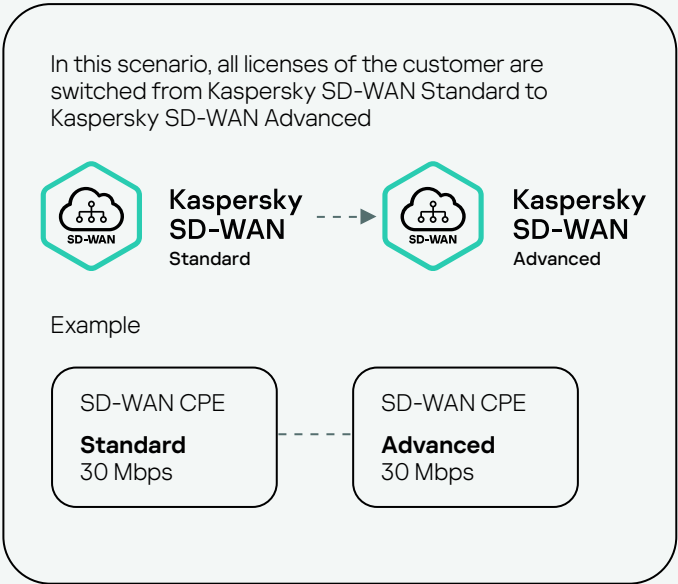 In this scenario, all licenses of the customer are
switched from Kaspersky SD-WAN Standard to
Kaspersky SD-WAN Advanced
SD-WAN
Kaspersky
SD-WAN
Standard
SD-WAN
Kaspersky
SD-WAN
Advanced
Example
SD-WAN CPE
Standard
30 Mbps
SD-WAN CPE
Advanced
30 Mbps